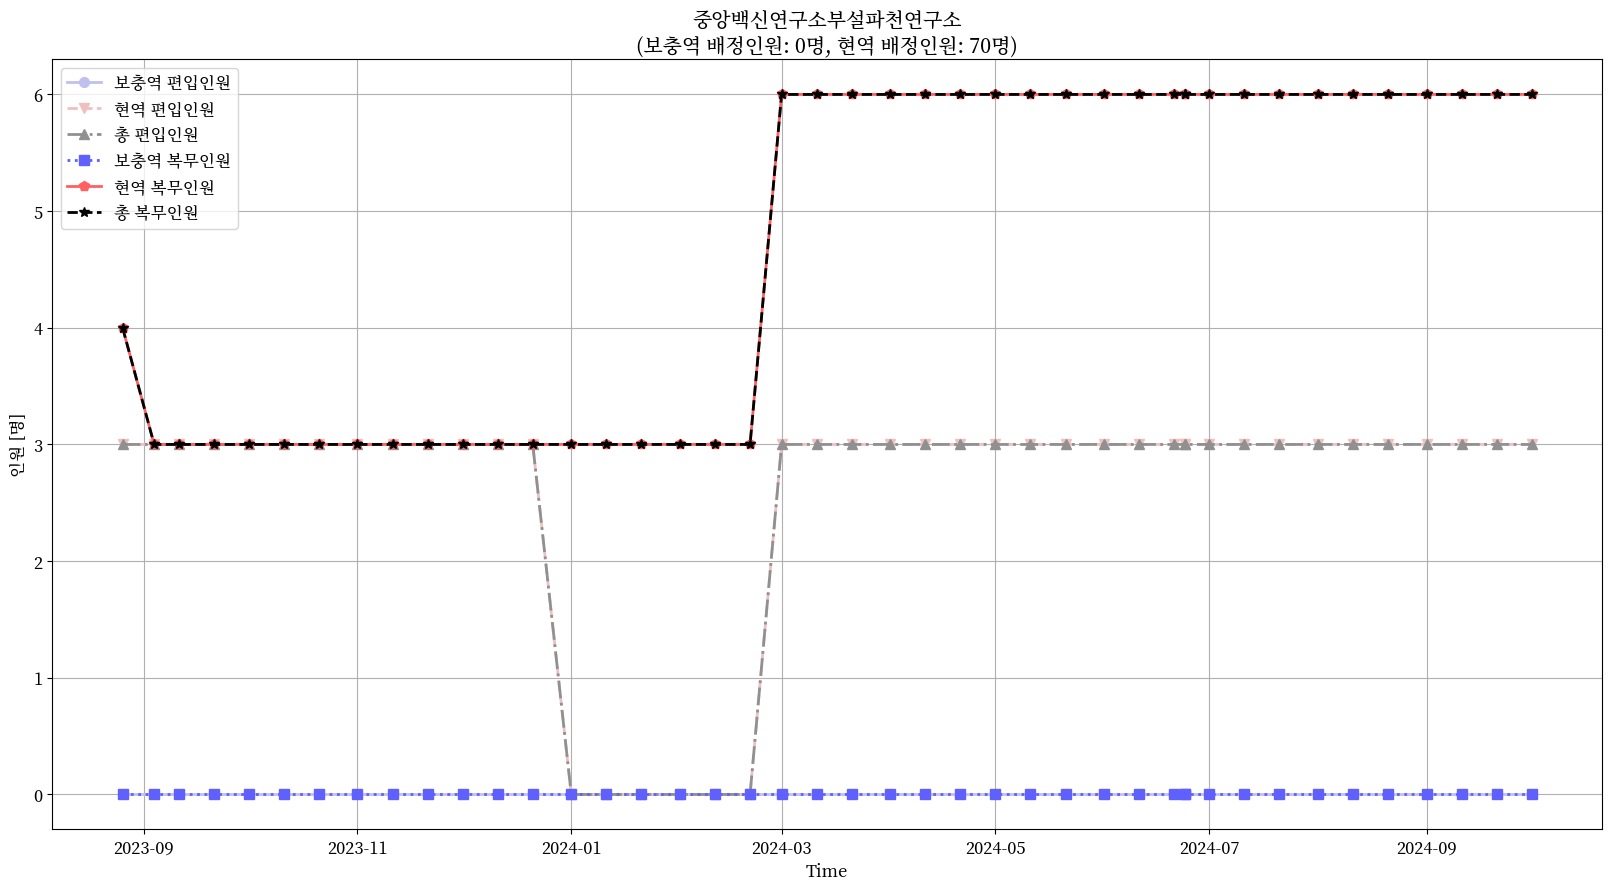 중앙백신연구소부설파천연구소
(보충역 배정인원: 0명, 현역 배정인원: 70명)
보충역 편입인원
현역 편입인원
총 편입인원
보충역 복무인원
현역 복무인원
총 복무인원
인원 [명]
6
5
4
3
2
1
0
2023-09 2023-11 2024-01 2024-03 2024-05 2024-07 2024-09
Time